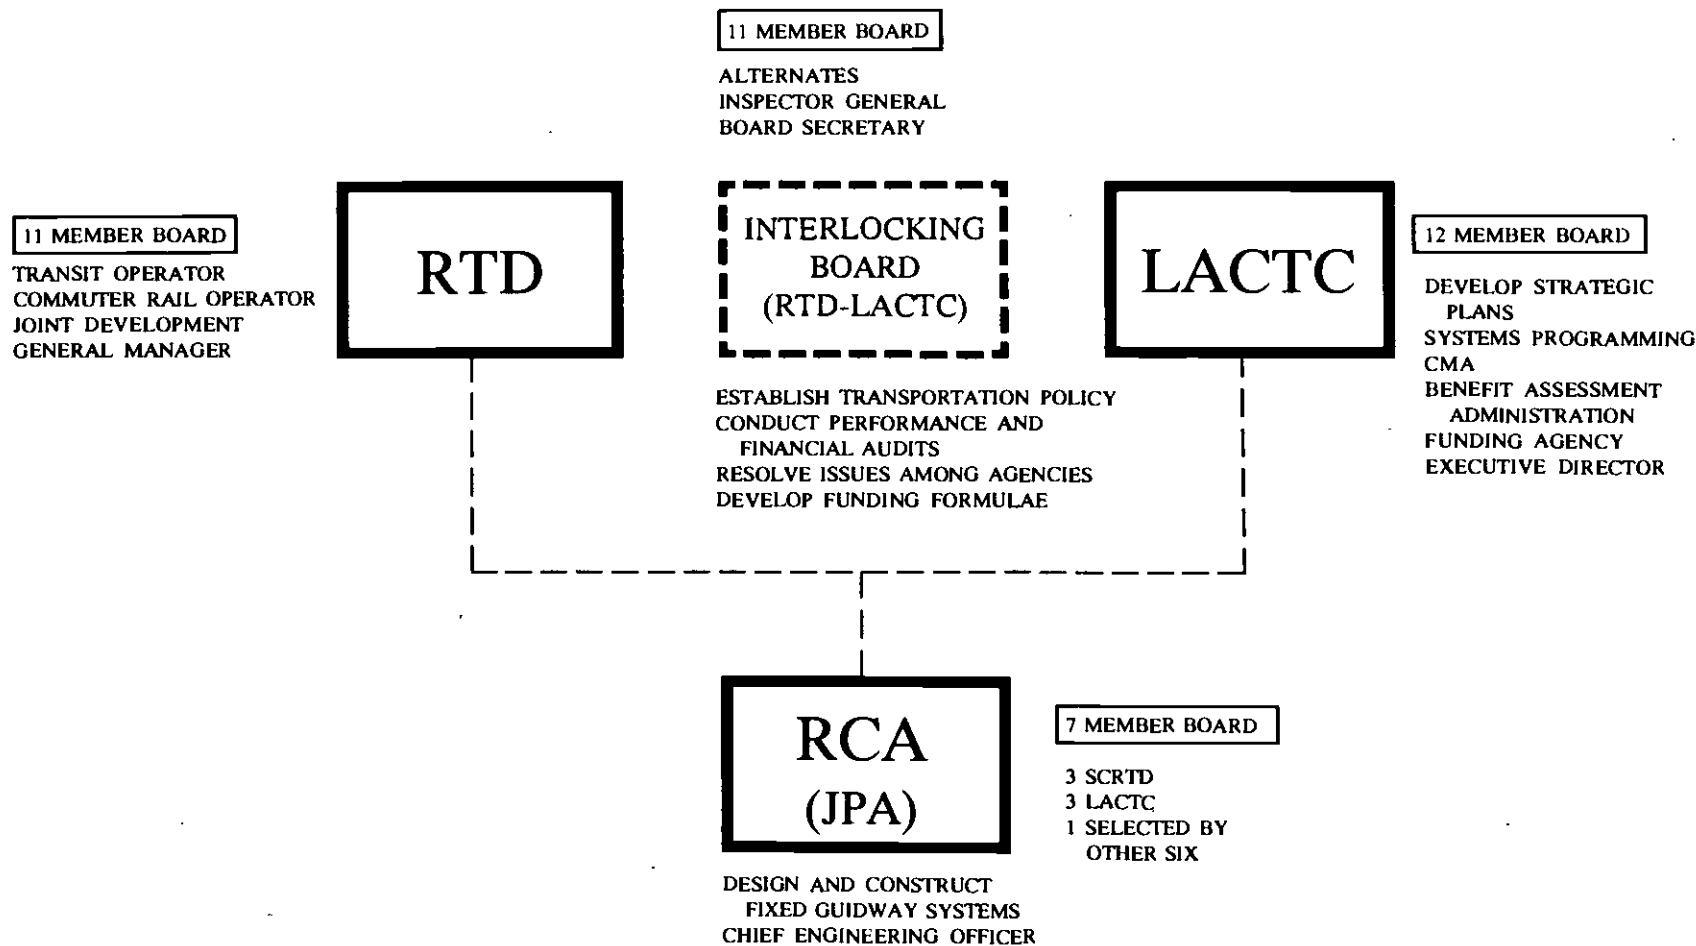 11 MEMBER BOARD
ALTERNATES
INSPECTOR GENERAL
BOARD SECRETARY
11 MEMBER BOARD
TRANSIT OPERATOR
COMMUTER RAIL OPERATOR
JOINT DEVELOPMENT
GENERAL MANAGER
RTD
INTERLOCKING
BOARD
(RTD-LACTC)
ESTABLISH TRANSPORTATION POLICY
CONDUCT PERFORMANCE AND
FINANCIAL AUDITS
RESOLVE ISSUES AMONG AGENCIES
DEVELOP FUNDING FORMULAE
LACTC
12 MEMBER BOARD
DEVELOP STRATEGIC
PLANS
SYSTEMS PROGRAMMING
CMA
BENEFIT ASSESSMENT
ADMINISTRATION
FUNDING AGENCY
EXECUTIVE DIRECTOR
RCA
(JPA)
7 MEMBER BOARD
3 SCRTD
3 LACTC
1 SELECTED BY
OTHER SIX
DESIGN AND CONSTRUCT
FIXED GUIDWAY SYSTEMS
CHIEF ENGINEERING OFFICER